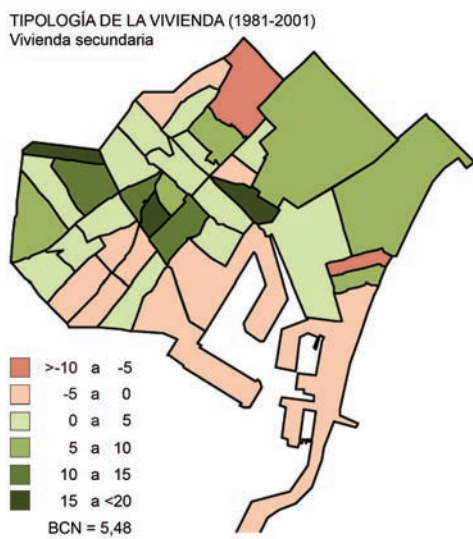 TIPOLOGÍA DE LA VIVIENDA (1981-2001)
Vivienda secundaria
>-10 a -5
-5 a 0
0 a 5
5 a 10
10 a 15
15 a <20
BCN = 5,48